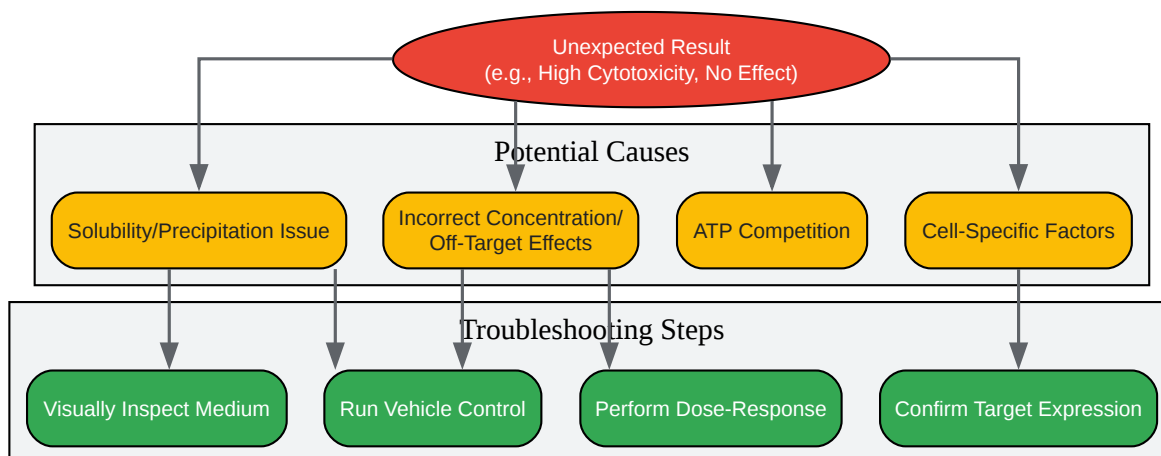 Unexpected Result
(e.g., High Cytotoxicity, No Effect)
Potential Causes
Solubility/Precipitation Issue
Incorrect Concentration/
Off-Target Effects
ATP Competition
Cell-Specific Factors
Troubleshooting Steps
Visually Inspect Medium
Run Vehicle Control
Perform Dose-Response
Confirm Target Expression